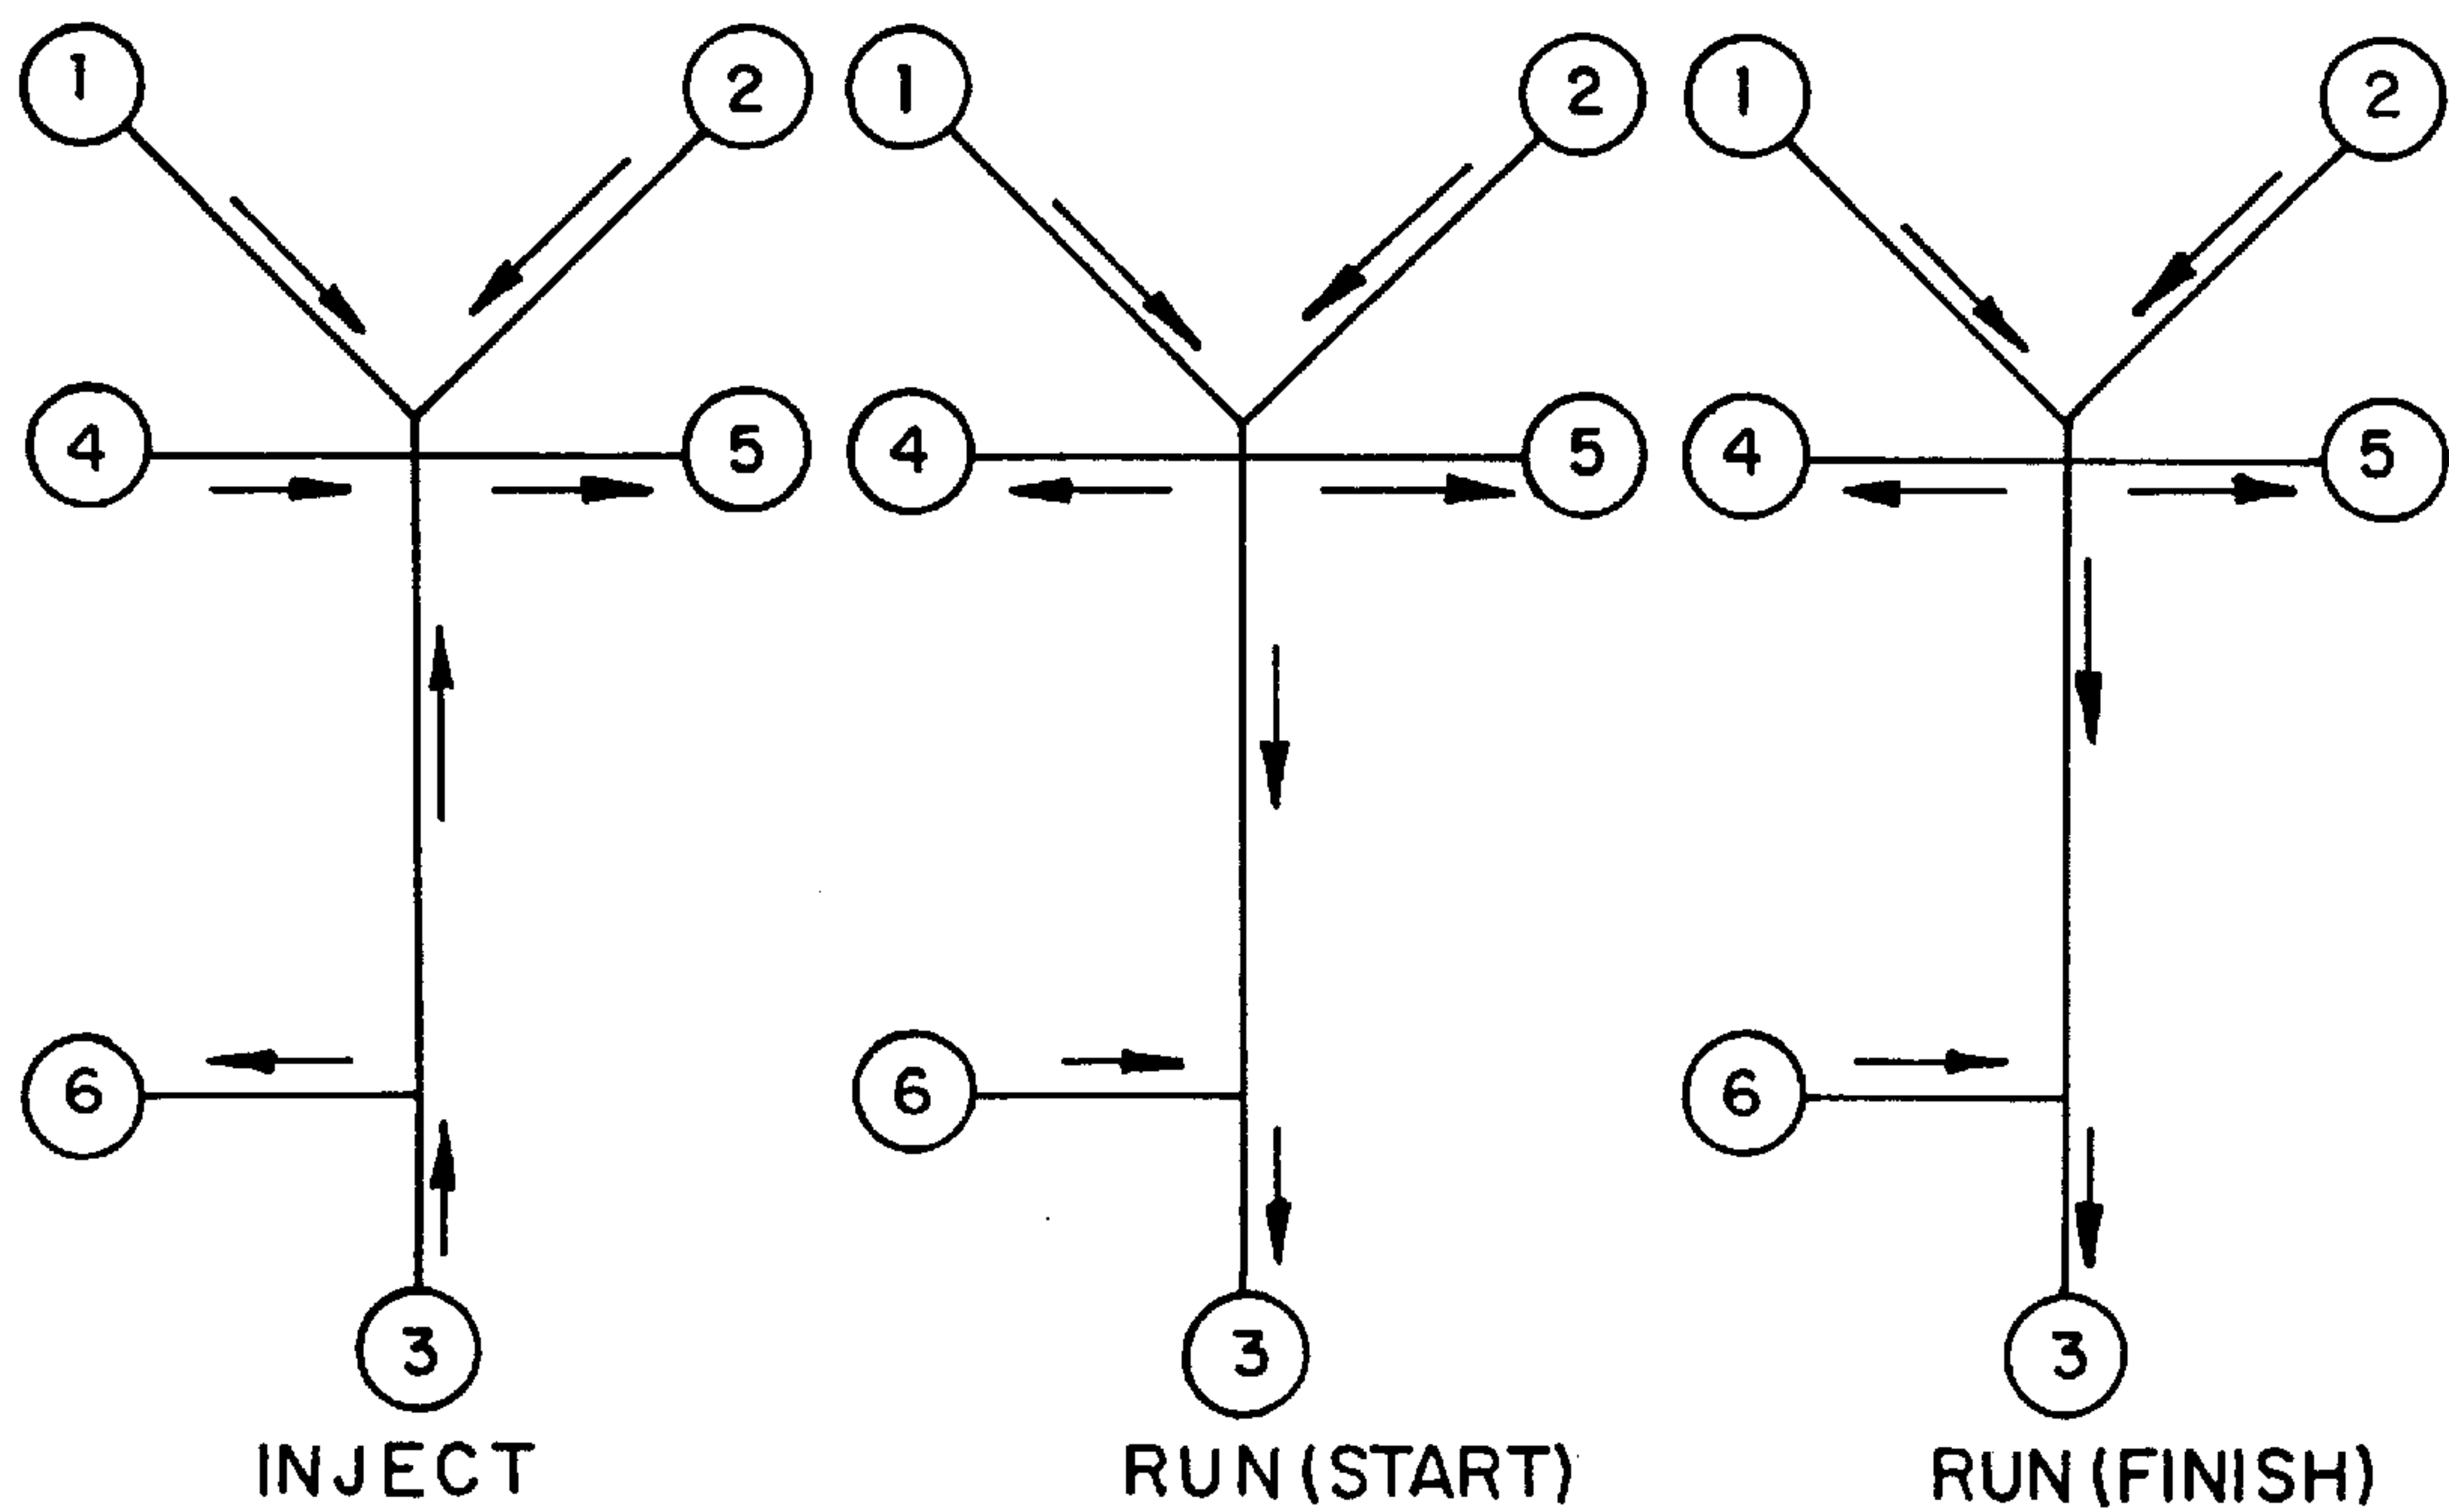 1 2 1 2 1 2
4 5 4 5 4 5
6 6 6
3 3 3
INJECT RUN(START) RUN(FINISH)